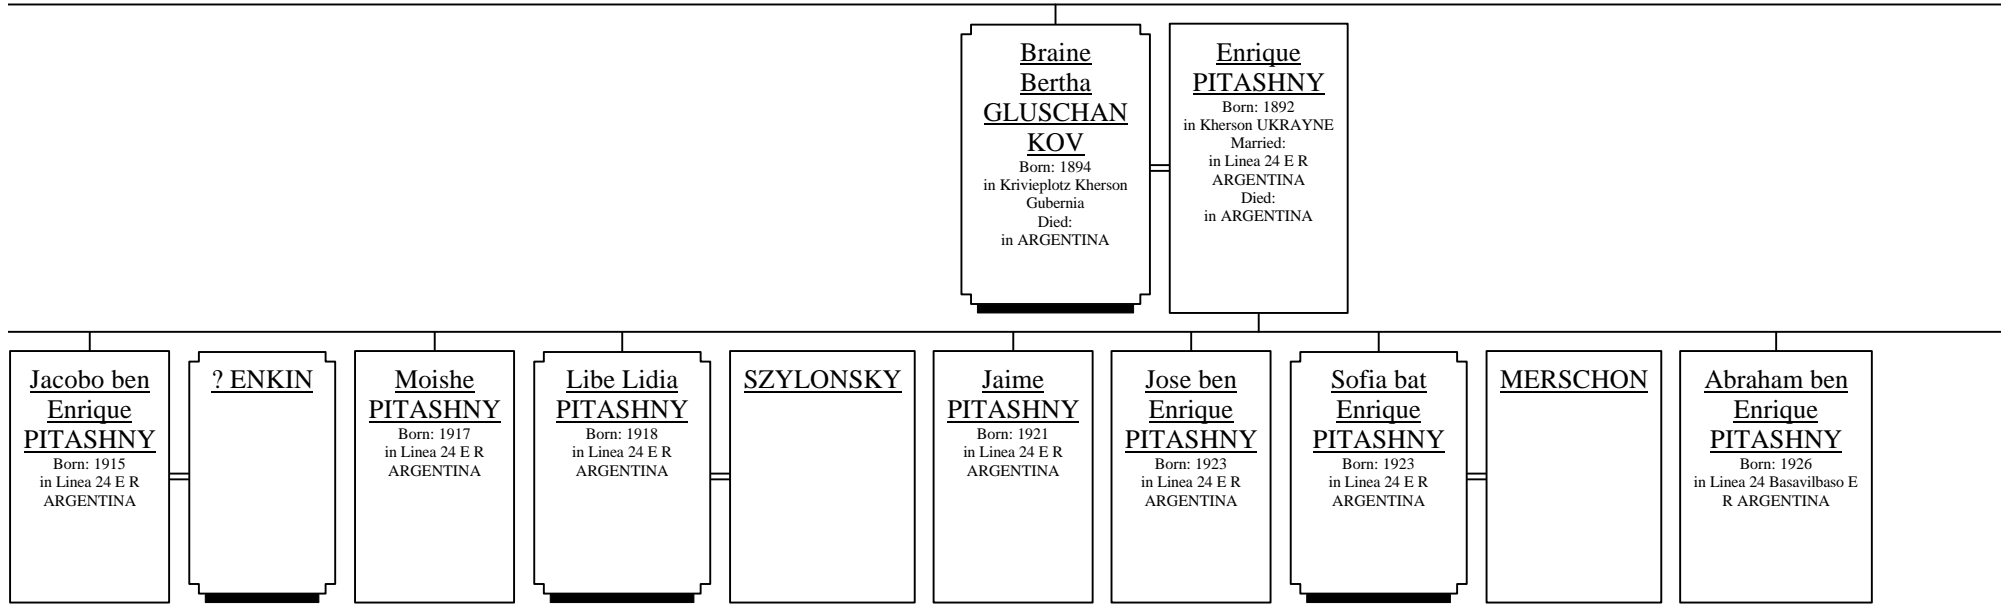 Braine
Bertha
GLUSCHAN
KOV
Born: 1894
in Krivieplotz Kherson
Gubernia
Died:
in ARGENTINA
Enrique
PITASHNY
Born: 1892
in Kherson UKRAYNE
Married:
in Linea 24 E R
ARGENTINA
Died:
in ARGENTINA
Jacobo ben
Enrique
PITASHNY
Born: 1915
in Linea 24 E R
ARGENTINA
? ENKIN
Moishe
PITASHNY
Born: 1917
in Linea 24 E R
ARGENTINA
Libe Lidia
PITASHNY
Born: 1918
in Linea 24 E R
ARGENTINA
SZYLONSKY
Jaime
PITASHNY
Born: 1921
in Linea 24 E R
ARGENTINA
Jose ben
Enrique
PITASHNY
Born: 1923
in Linea 24 E R
ARGENTINA
Sofia bat
Enrique
PITASHNY
Born: 1923
in Linea 24 E R
ARGENTINA
MERSCHON
Abraham ben
Enrique
PITASHNY
Born: 1926
in Linea 24 Basavilbaso E
R ARGENTINA